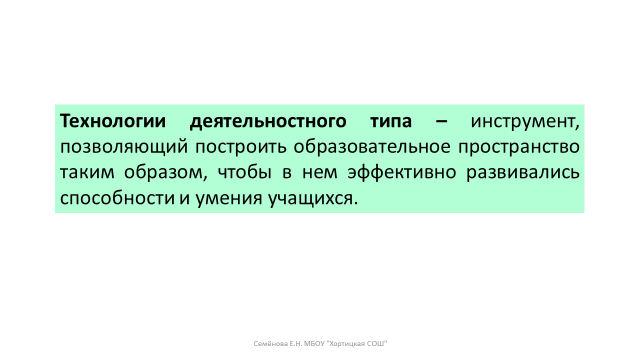 Технологии деятельностного типа – инструмент,
позволяющий построить образовательное пространство
таким образом, чтобы в нем эффективно развивались
способности и умения учащихся.
Семёнова Е.Н. МБОУ "Хортицкая СОШ"